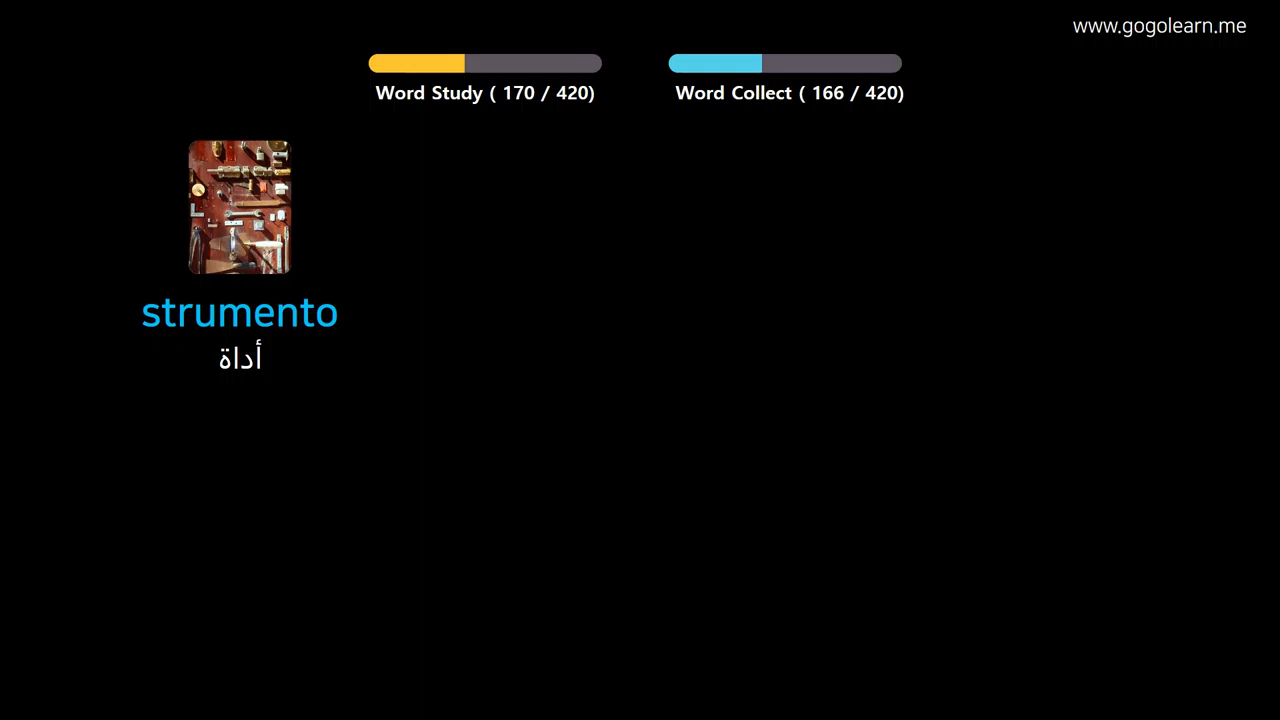 www.gogolearn.me
Word Study ( 170 / 420)
Word Collect ( 166 / 420)
strumento
أداة